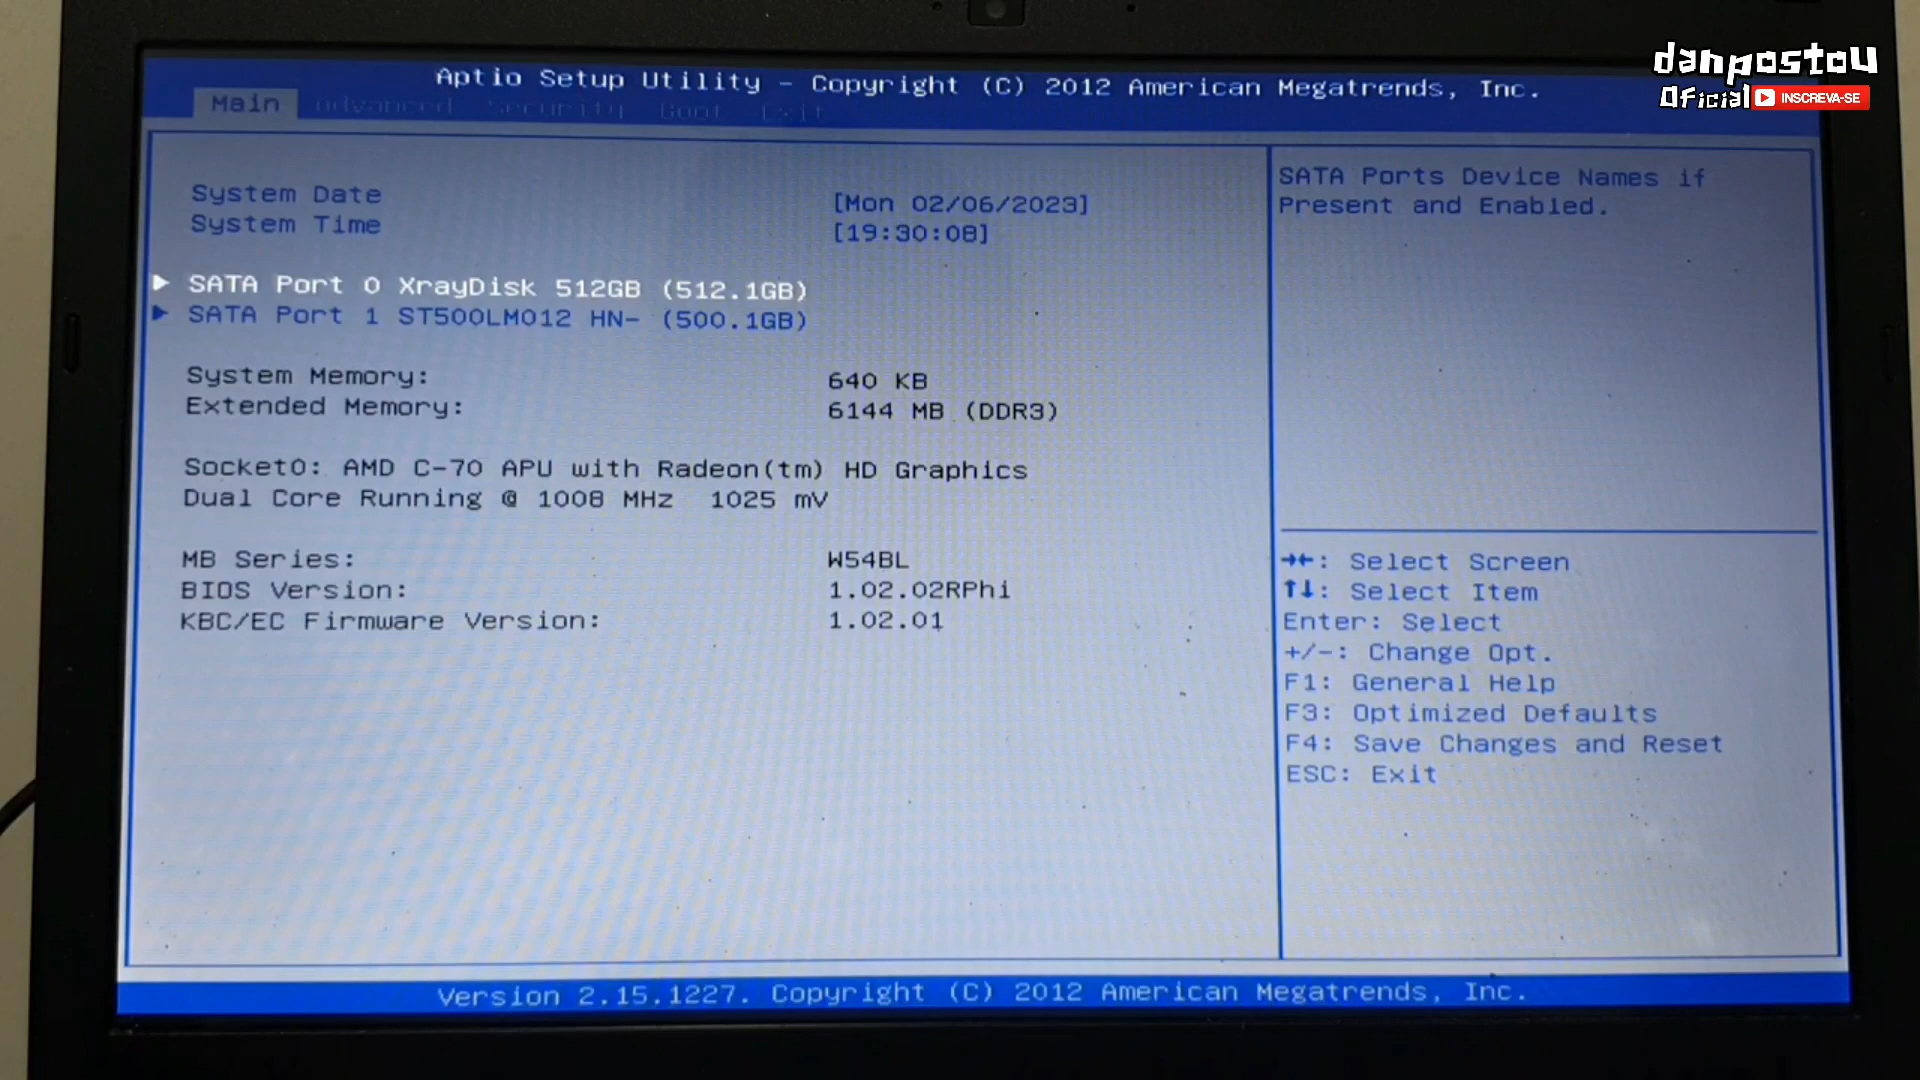 danpostou
Oficial INSCREVA-SE
Aptio Setup Utility – Copyright (C) 2012 American Megatrends, Inc.
Main Advanced Security Boot Exit
System Date [Mon 02/06/2023]
System Time [19:30:08]
SATA Port 0 XrayDisk 512GB (512.1GB)
SATA Port 1 ST500LM012 HN- (500.1GB)
System Memory: 640 KB
Extended Memory: 6144 MB (DDR3)
Socket0: AMD C-70 APU with Radeon(tm) HD Graphics
Dual Core Running @ 1008 MHz 1025 mV
MB Series: W54BL
BIOS Version: 1.02.02RPhi
KBC/EC Firmware Version: 1.02.01
SATA Ports Device Names if
Present and Enabled.
→←: Select Screen
↑↓: Select Item
Enter: Select
+/-: Change Opt.
F1: General Help
F3: Optimized Defaults
F4: Save Changes and Reset
ESC: Exit
Version 2.15.1227. Copyright (C) 2012 American Megatrends, Inc.